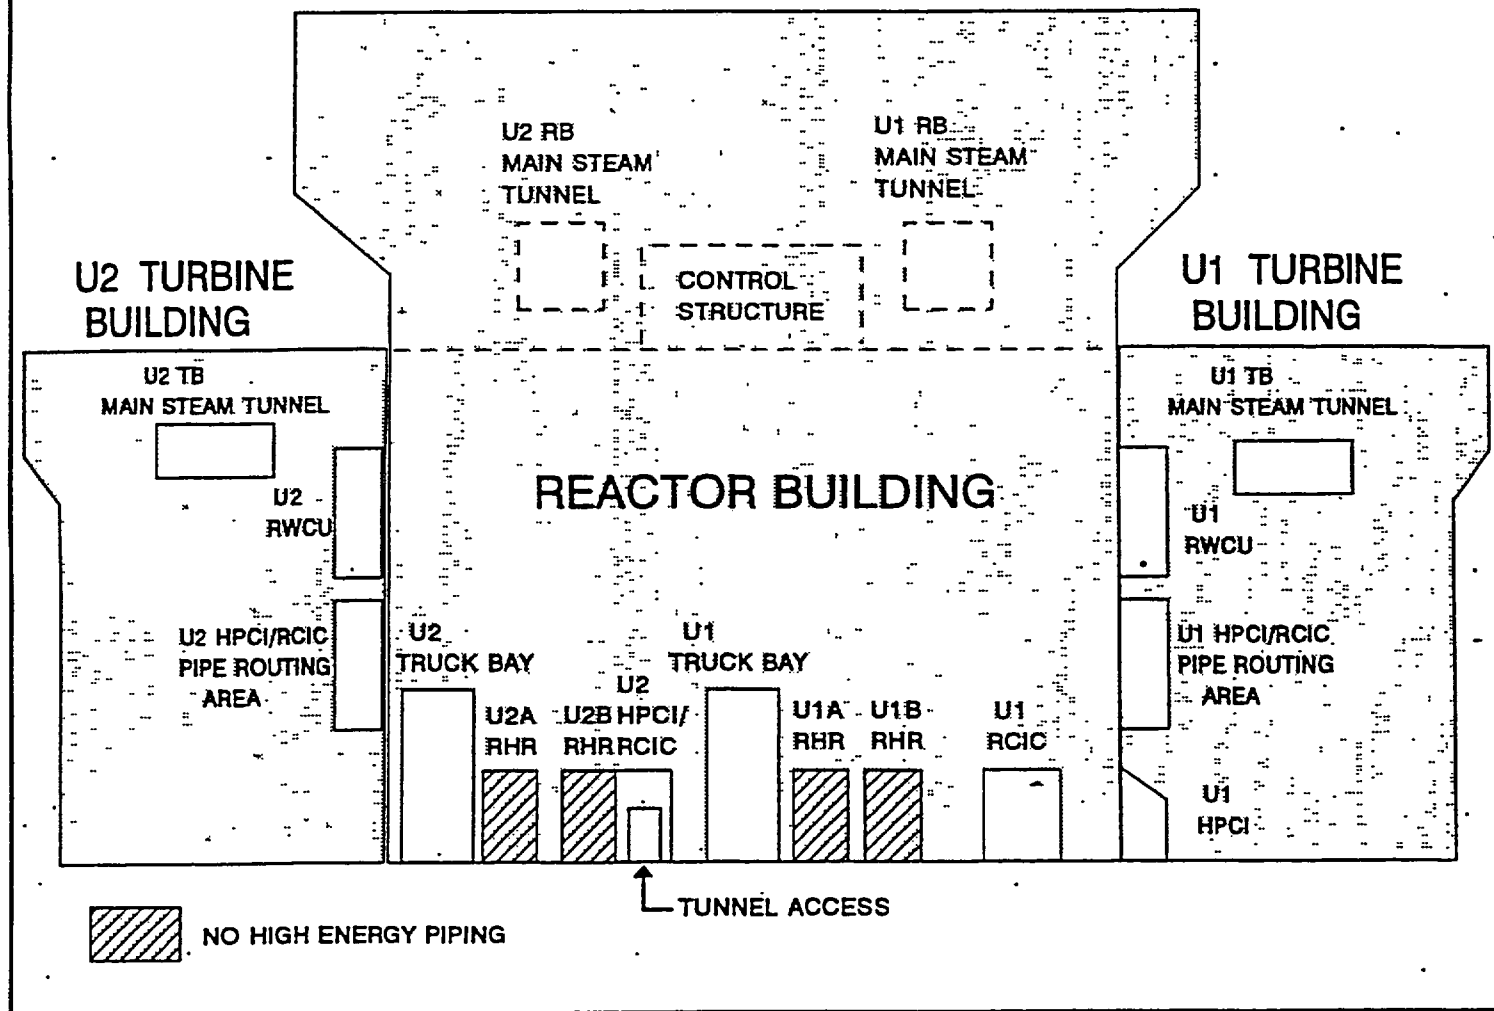 U2 RB
MAIN STEAM
TUNNEL
U1 RB
MAIN STEAM
TUNNEL
CONTROL
STRUCTURE
U2 TURBINE
BUILDING
U1 TURBINE
BUILDING
U2 TB
MAIN STEAM TUNNEL
U1 TB
MAIN STEAM TUNNEL
REACTOR BUILDING
U2
RWCU
U1
RWCU
U2 HPCI/RCIC
PIPE ROUTING
AREA
U2
TRUCK BAY
U1
TRUCK BAY
U1 HPCI/RCIC
PIPE ROUTING
AREA
U2A
RHR
U2B
RHR
U2
HPCI/
RCIC
U1A
RHR
U1B
RHR
U1
RCIC
U1
HPCI
TUNNEL ACCESS
NO HIGH ENERGY PIPING